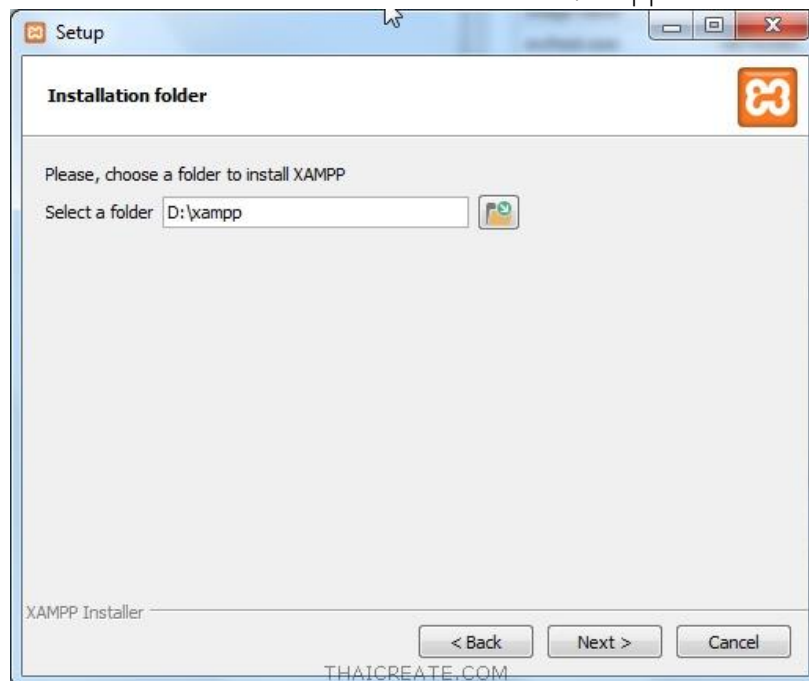 Setup
Installation folder
Please, choose a folder to install XAMPP
Select a folder D:\xampp
XAMPP Installer
< Back Next > Cancel
THAICREATE.COM